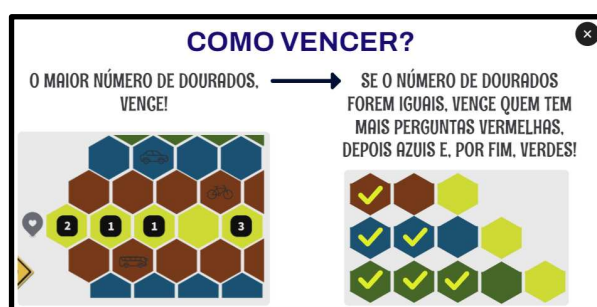 COMO VENCER?
O MAIOR NÚMERO DE DOURADOS,
VENCE!
SE O NÚMERO DE DOURADOS
FOREM IGUAIS, VENCE QUEM TEM
MAIS PERGUNTAS VERMELHAS,
DEPOIS AZUIS E, POR FIM, VERDES!
2 1 1 3